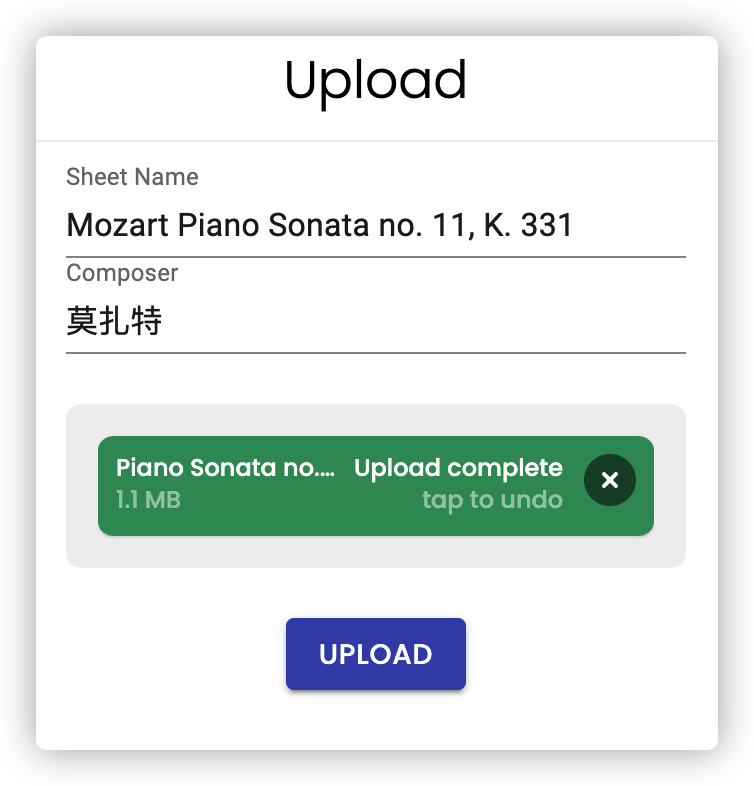 Upload
Sheet Name
Mozart Piano Sonata no. 11, K. 331
Composer
莫扎特
Piano Sonata no.... Upload complete
1.1 MB tap to undo
UPLOAD